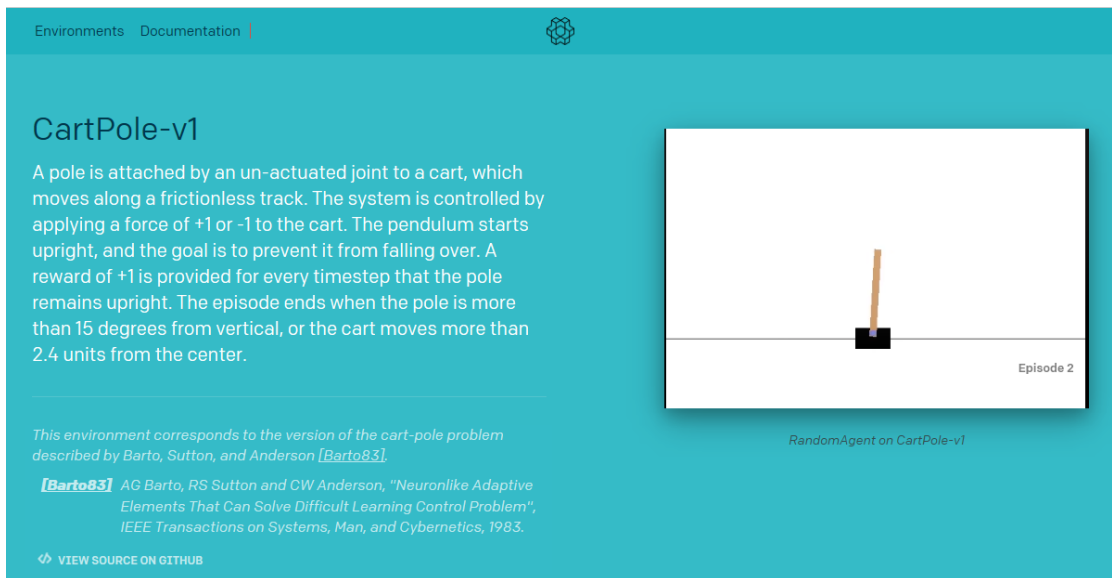 Environments Documentation
CartPole-v1
A pole is attached by an un-actuated joint to a cart, which
moves along a frictionless track. The system is controlled by
applying a force of +1 or -1 to the cart. The pendulum starts
upright, and the goal is to prevent it from falling over. A
reward of +1 is provided for every timestep that the pole
remains upright. The episode ends when the pole is more
than 15 degrees from vertical, or the cart moves more than
2.4 units from the center.
This environment corresponds to the version of the cart-pole problem
described by Barto, Sutton, and Anderson [Barto83].
[Barto83] AG Barto, RS Sutton and CW Anderson, "Neuronlike Adaptive
Elements That Can Solve Difficult Learning Control Problem",
IEEE Transactions on Systems, Man, and Cybernetics, 1983.
VIEW SOURCE ON GITHUB
Episode 2
RandomAgent on CartPole-v1